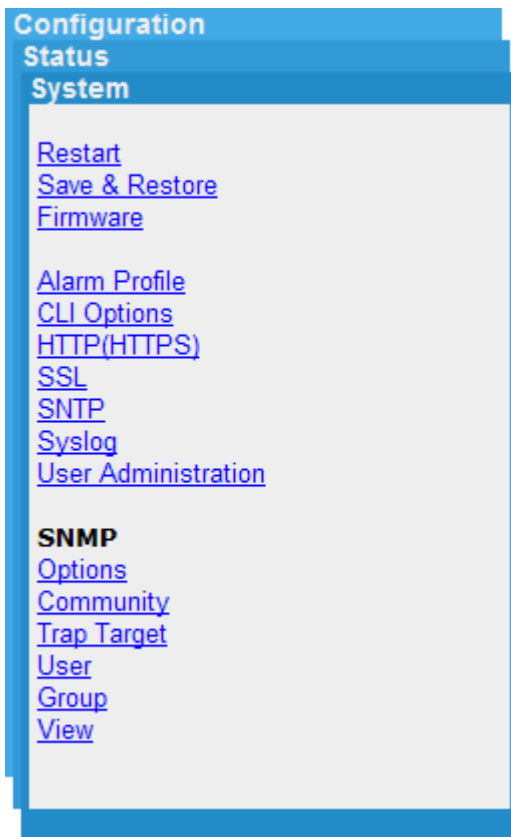 Configuration
Status
System
Restart
Save & Restore
Firmware
Alarm Profile
CLI Options
HTTP(HTTPS)
SSL
SNTP
Syslog
User Administration
SNMP
Options
Community
Trap Target
User
Group
View